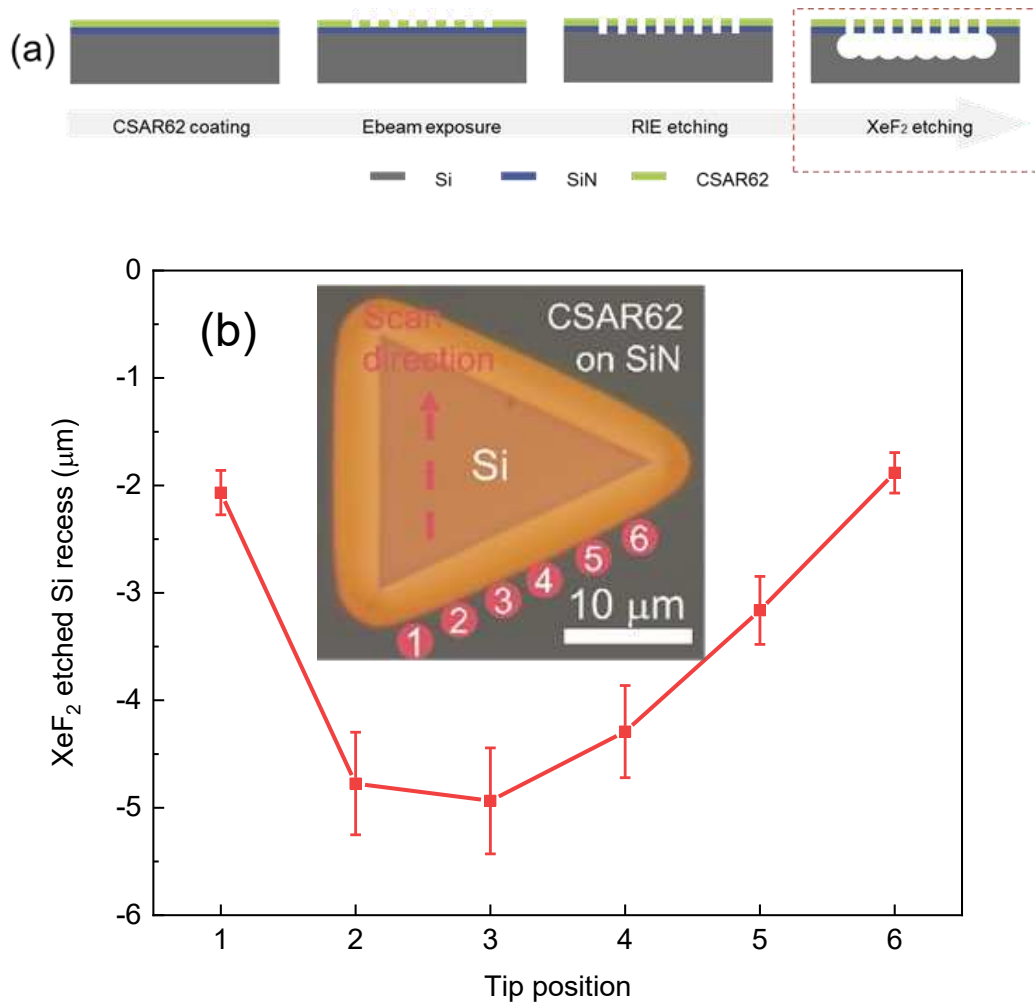 (a)
CSAR62 coating
Ebeam exposure
RIE etching
XeF₂ etching
Si
SiN
CSAR62
(b)
Scan
direction
CSAR62
on SiN
Si
1
2
3
4
5
6
10 μm
XeF₂ etched Si recess (μm)
0
-1
-2
-3
-4
-5
-6
1
2
3
4
5
6
Tip position